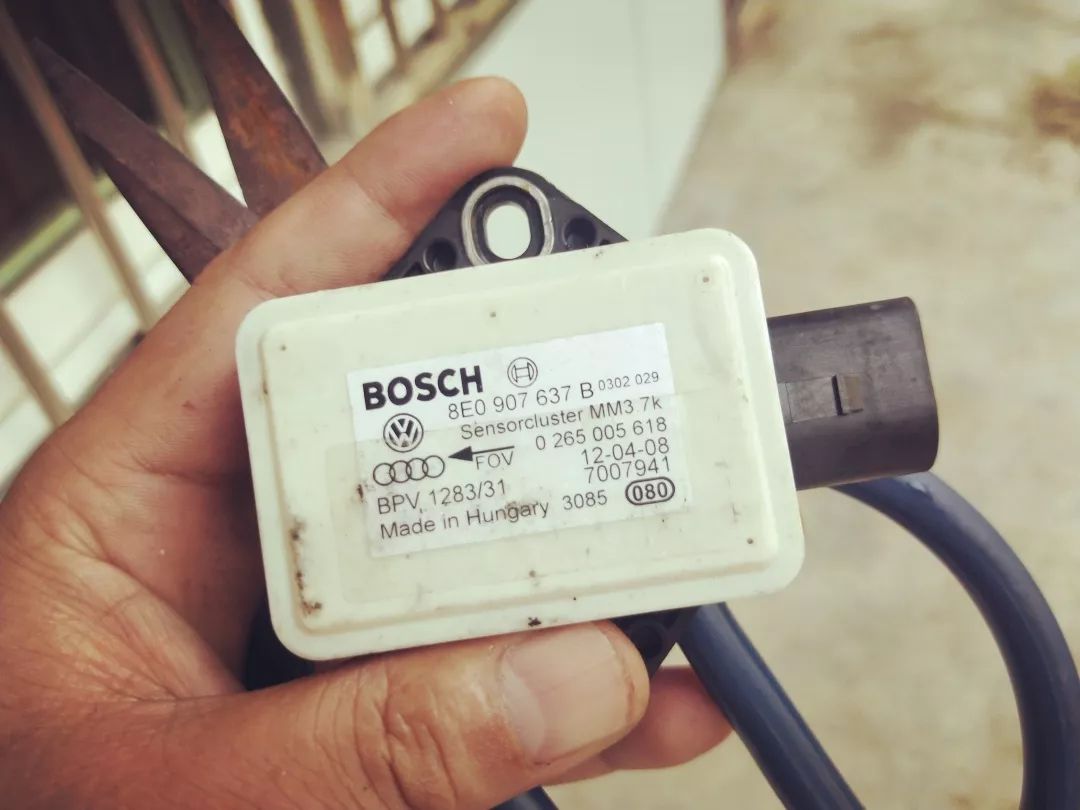 BOSCH
8E0 907 637 B 0302 029
Sensorcluster MM3.7k
0 265 005 618
FOV
12-04-08
7007941
BPV, 1283/31
Made in Hungary 3085 080